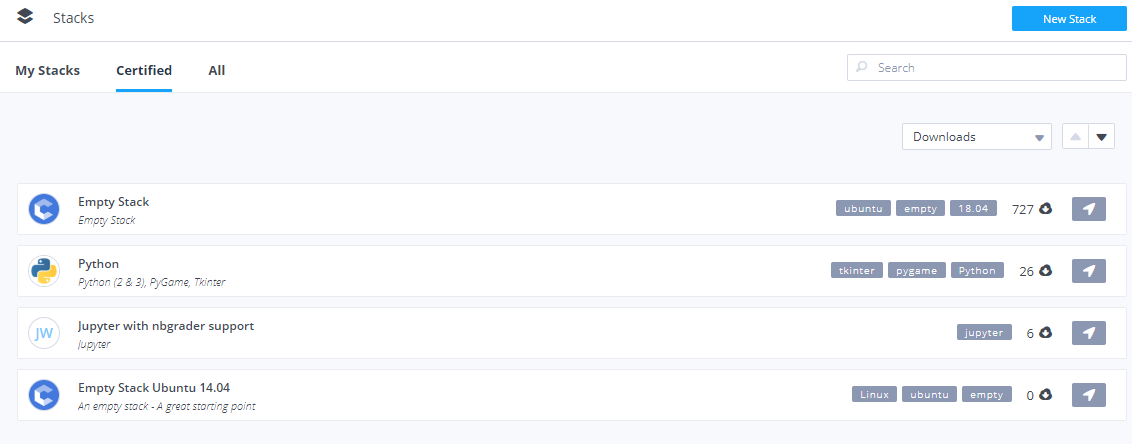 Stacks
New Stack
My Stacks Certified All
Search
Downloads
Empty Stack
Empty Stack
ubuntu empty 18.04 727
Python
Python (2 & 3), PyGame, Tkinter
tkinter pygame Python 26
JW
Jupyter with nbgrader support
jupyter
jupyter 6
Empty Stack Ubuntu 14.04
An empty stack - A great starting point
Linux ubuntu empty 0